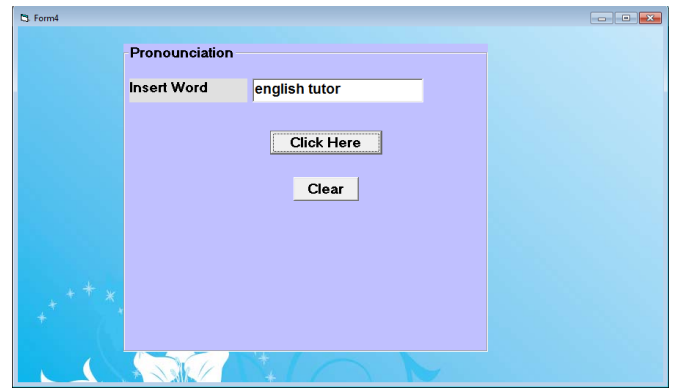 Form4
Pronounciation
Insert Word english tutor
Click Here
Clear